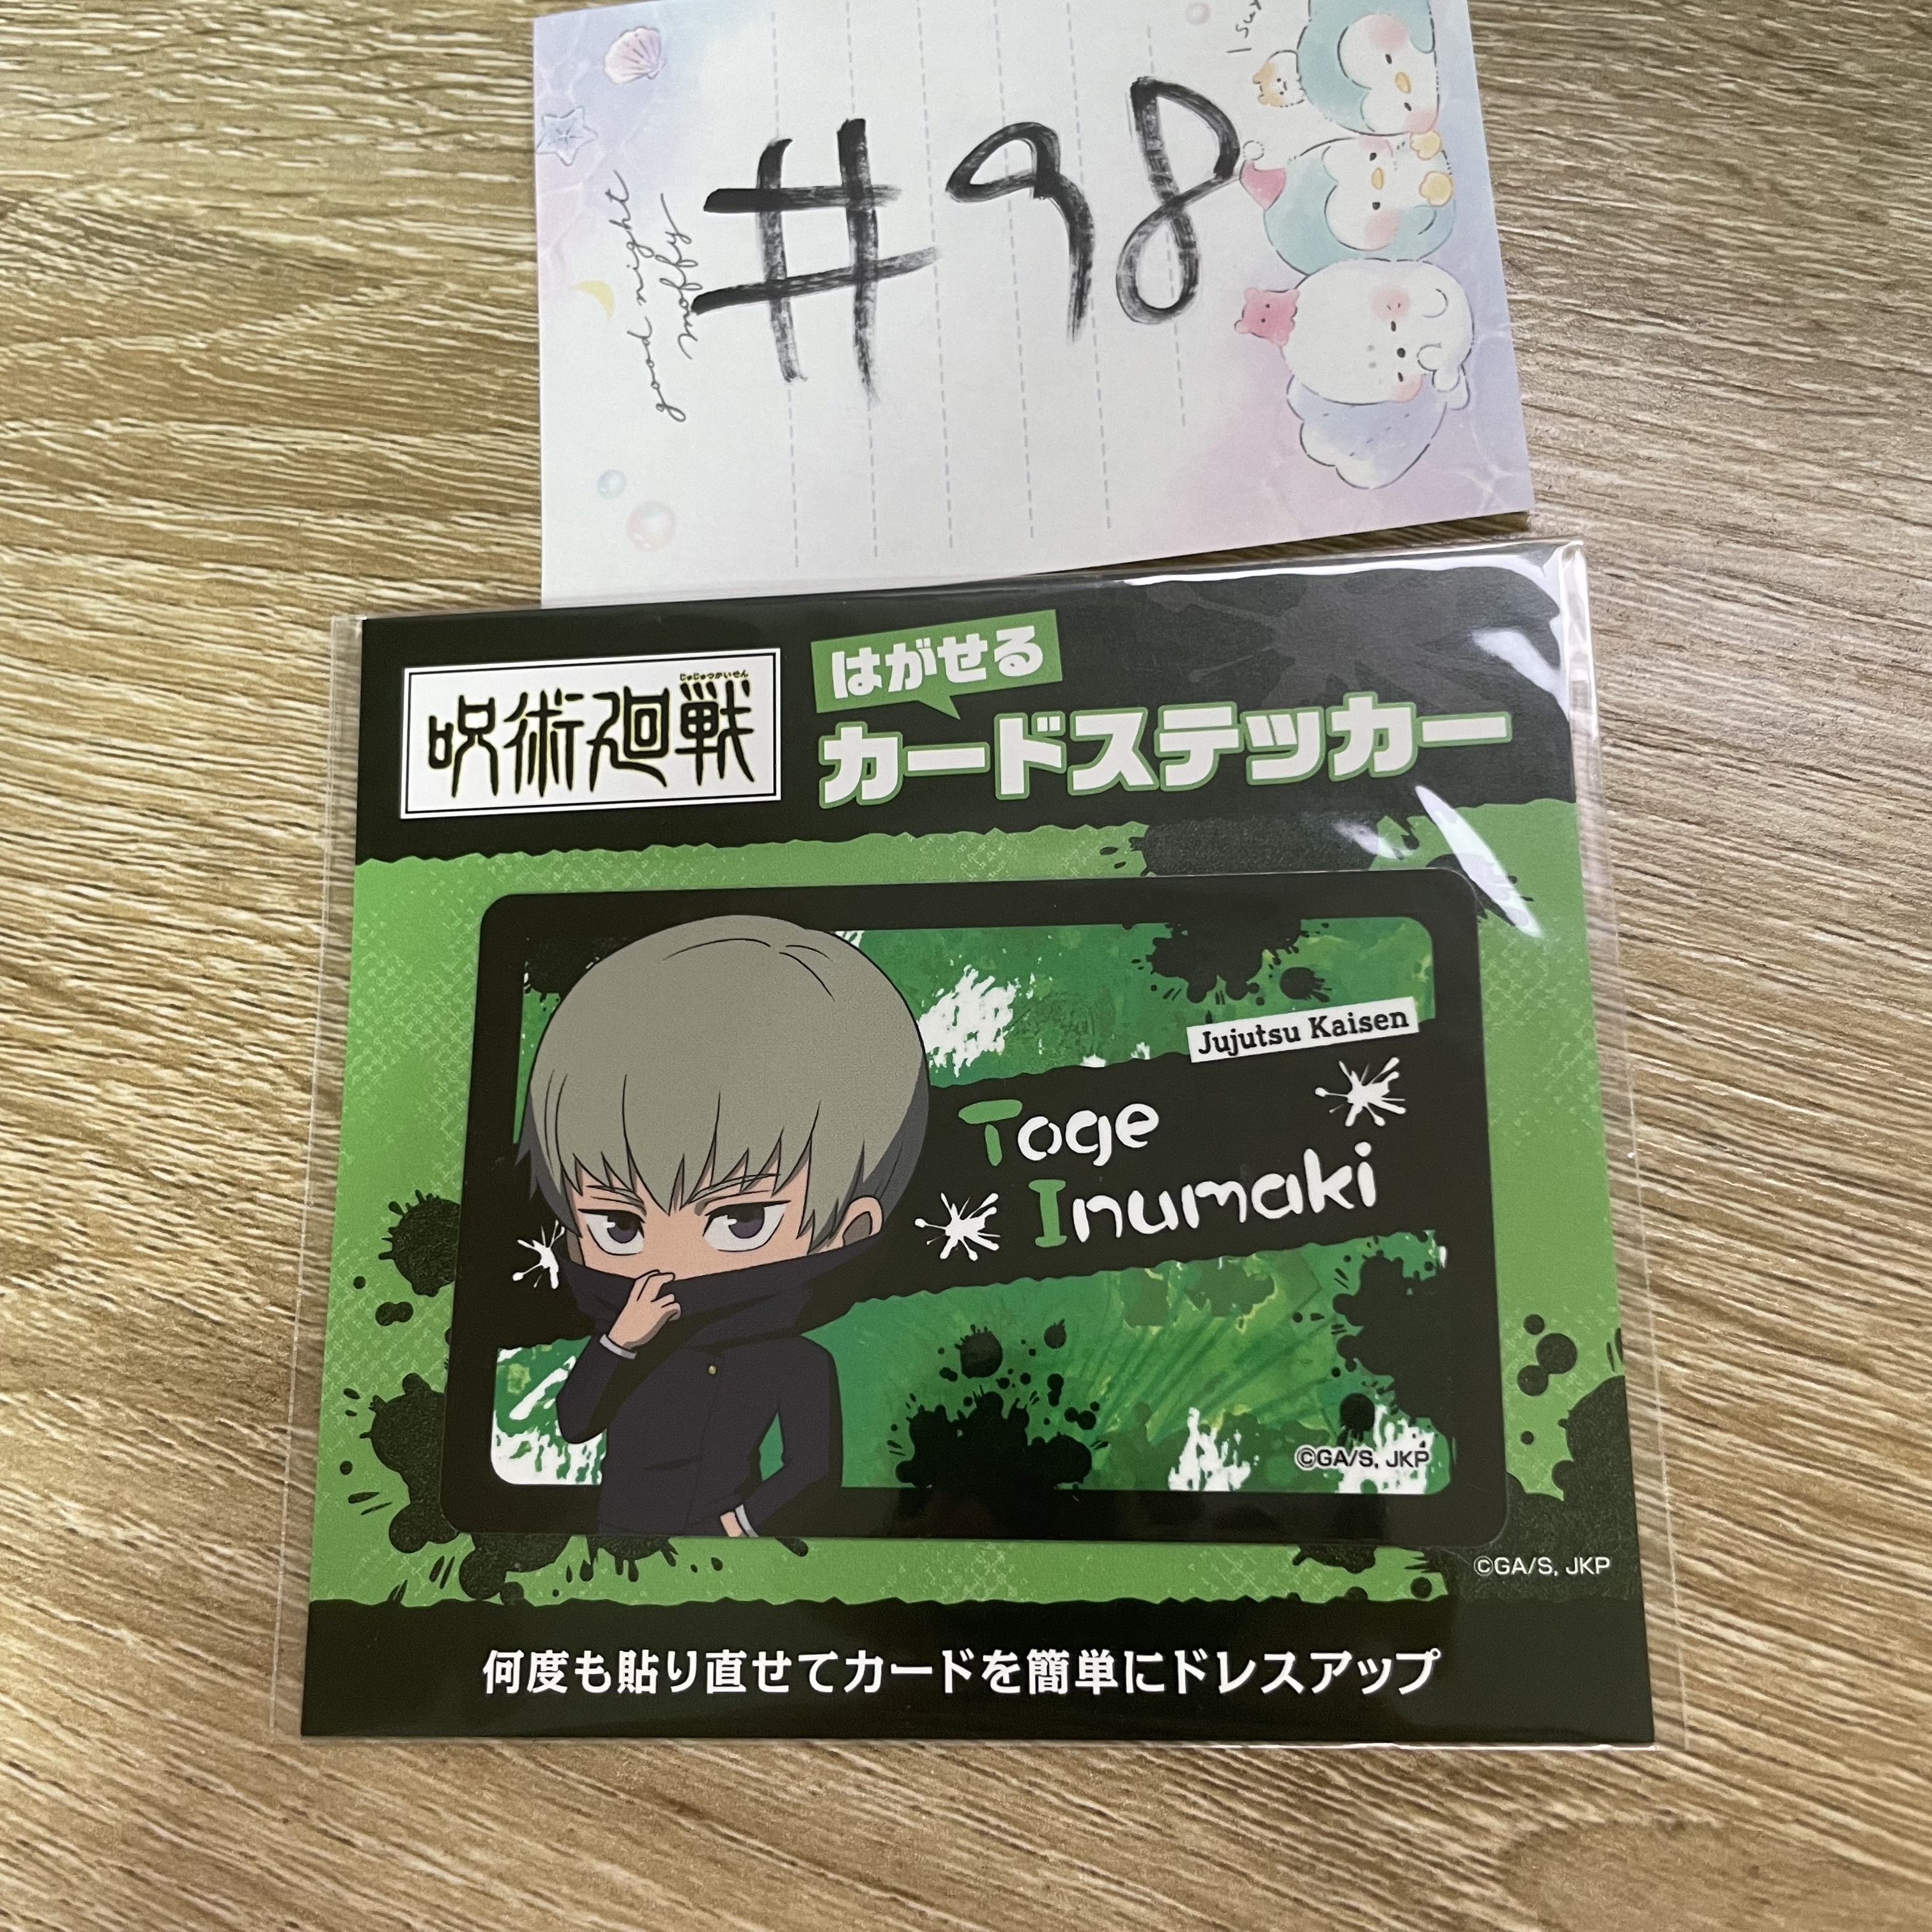 #98
good night
moffy
はがせる
じゅじゅつかいせん
呪術廻戦
カードステッカー
Jujutsu Kaisen
Toge
Inumaki
©GA/S, JKP
©GA/S, JKP
何度も貼り直せてカードを簡単にドレスアップ